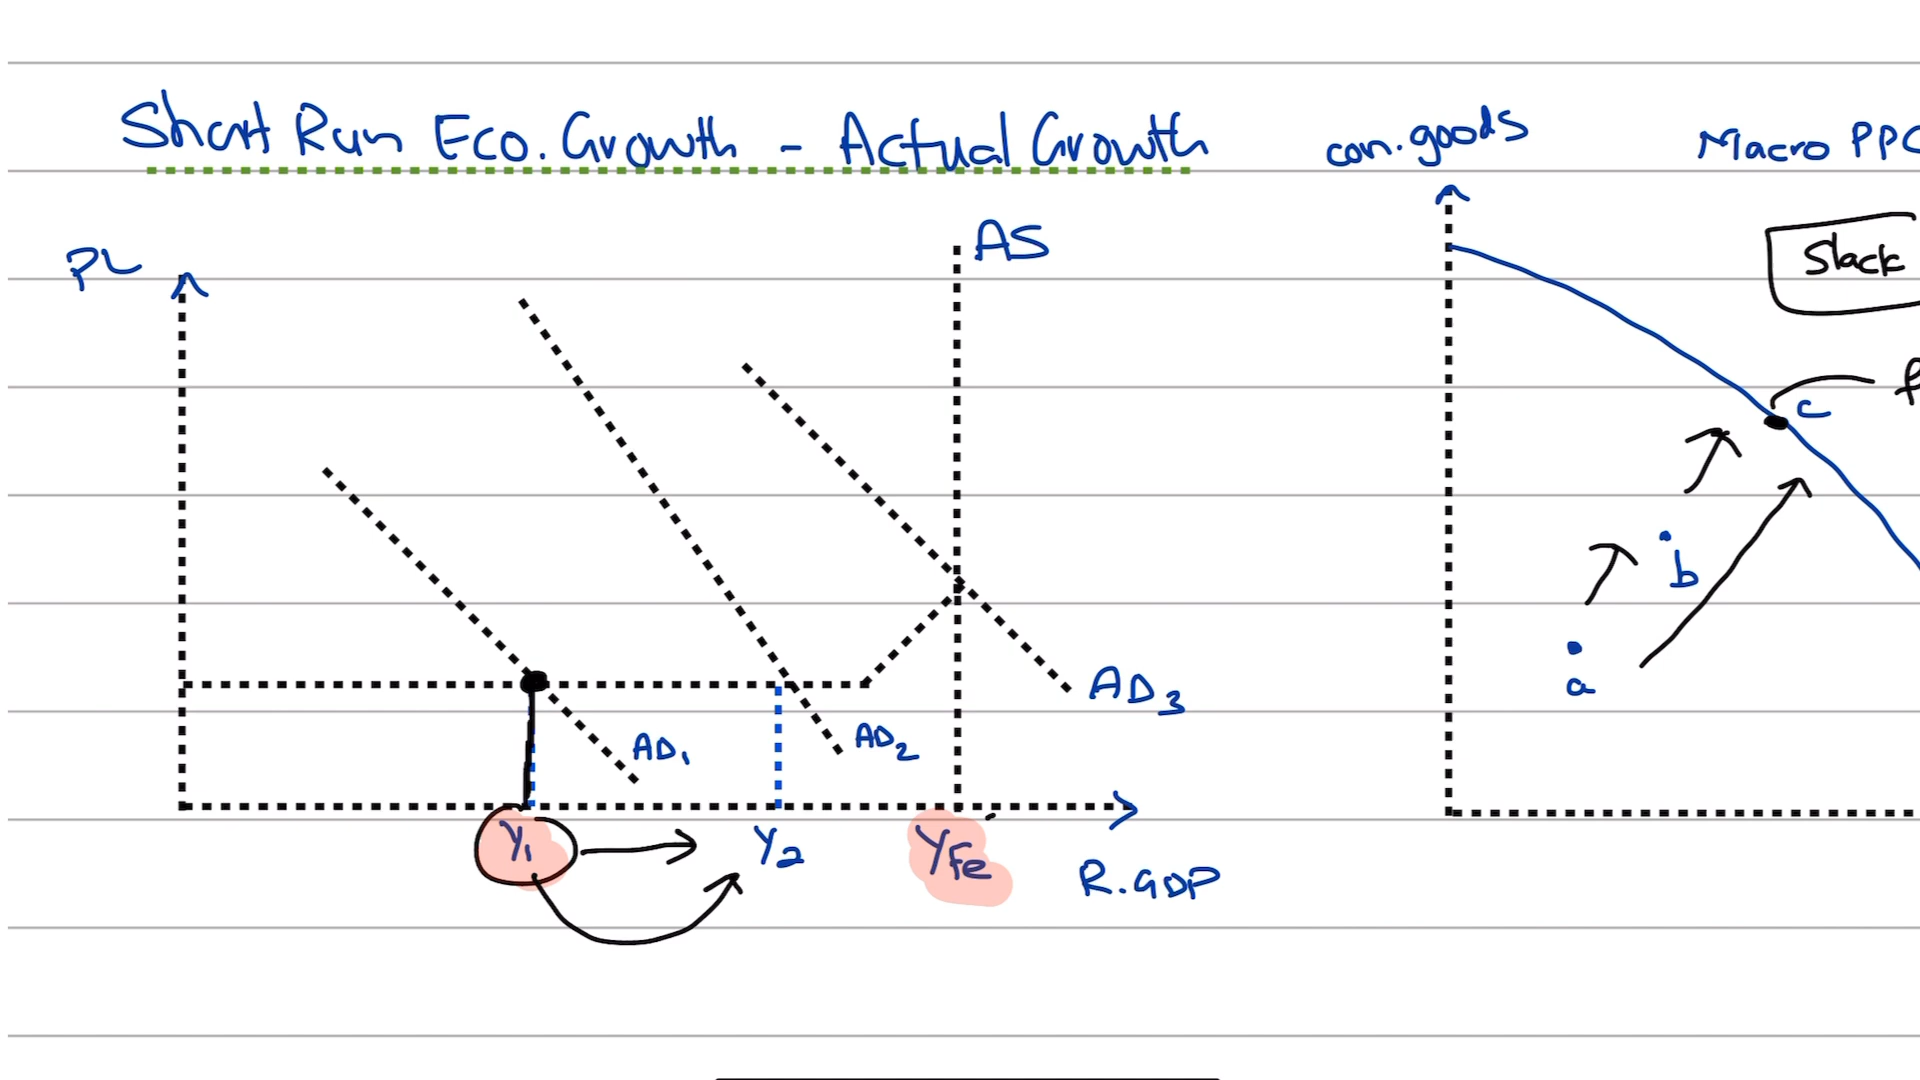 Short Run Eco. Growth - Actual Growth
PL
AS
AD1
AD2
AD3
Y1
Y2
YFe
R.GDP
con.goods
Macro PPC
Slack
c
b
a